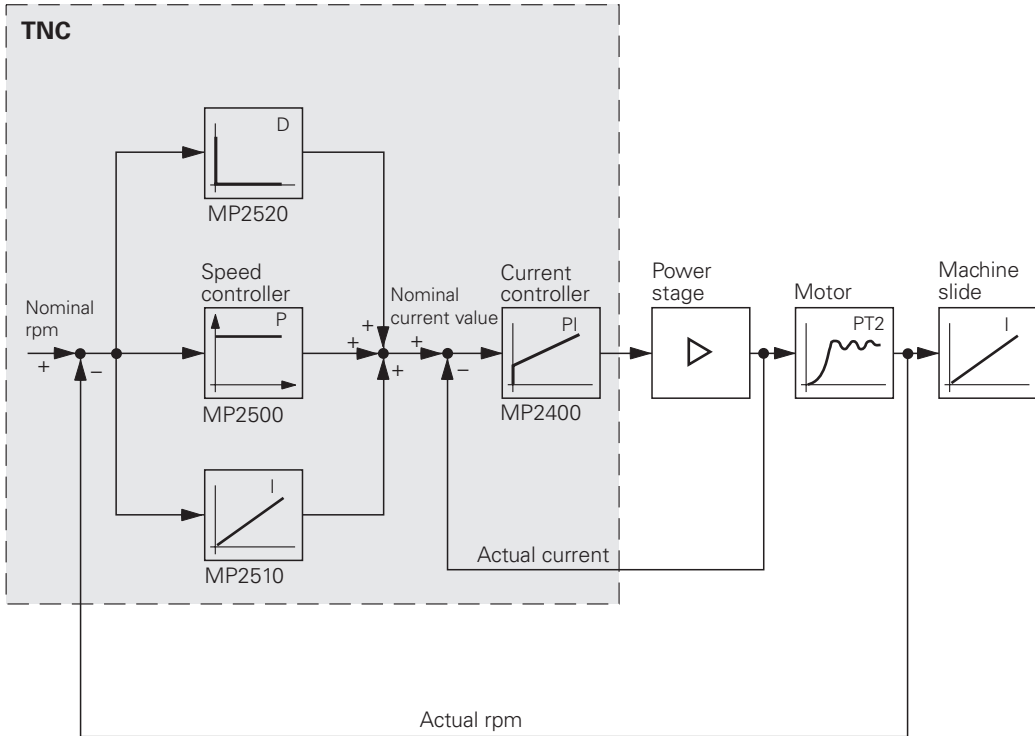 TNC
D
MP2520
Speed
controller
P
MP2500
I
MP2510
Nominal
rpm
+
−
+
+
+
Nominal
current value
+
−
Current
controller
PI
MP2400
Power
stage
Motor
PT2
Machine
slide
I
Actual current
Actual rpm